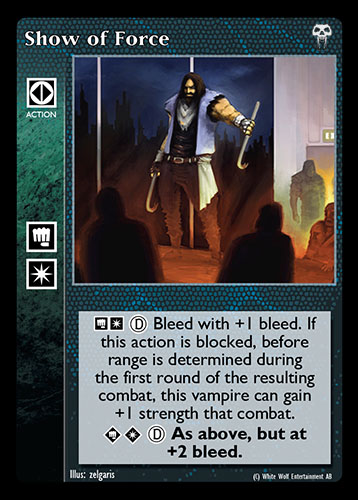 Show of Force
ACTION
D Bleed with +1 bleed. If
this action is blocked, before
range is determined during
the first round of the resulting
combat, this vampire can gain
+1 strength that combat.
D As above, but at
+2 bleed.
Illus: zelgaris
(C) White Wolf Entertainment AB